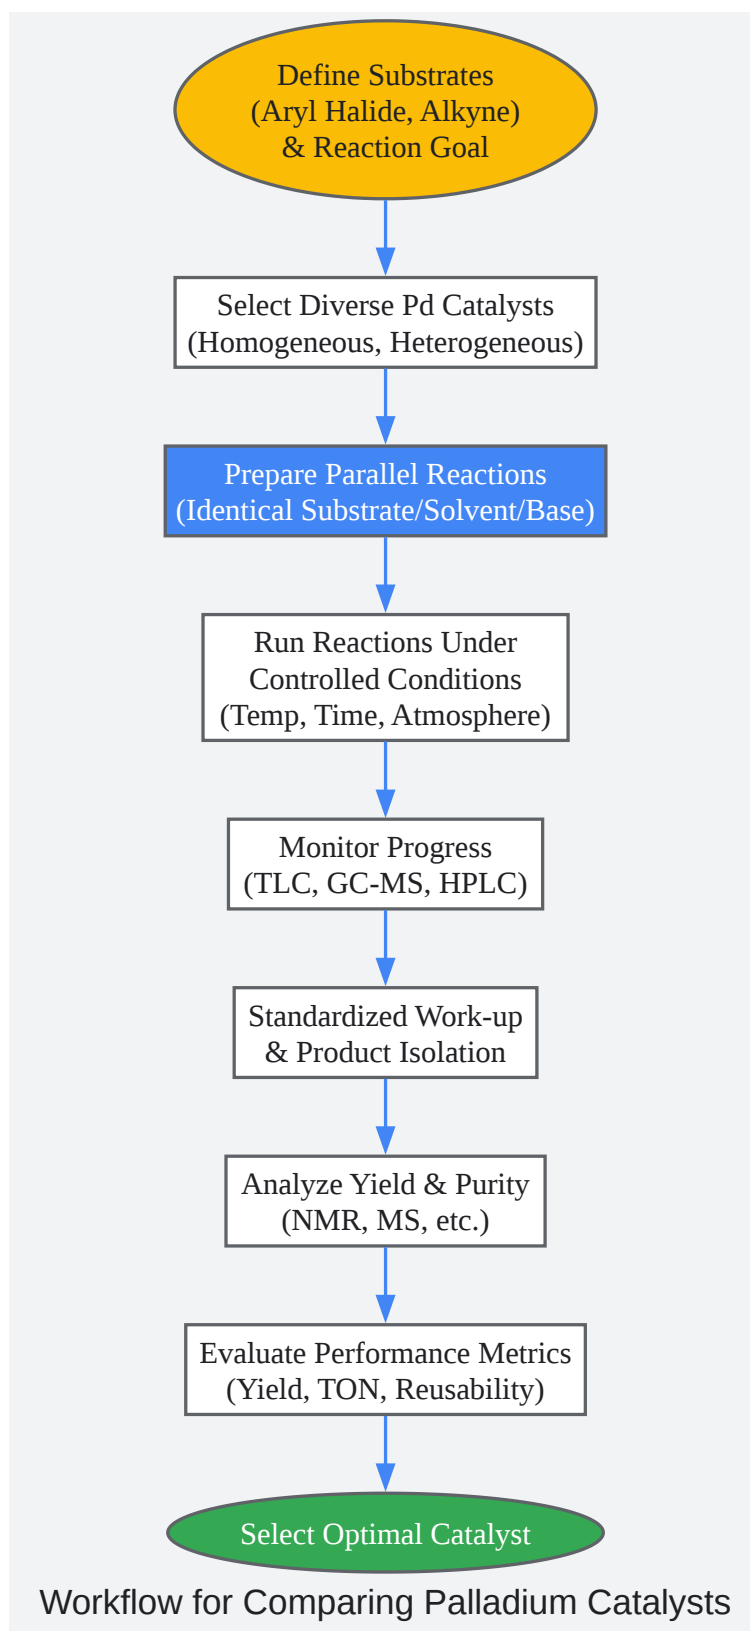 Define Substrates
(Aryl Halide, Alkyne)
& Reaction Goal
Select Diverse Pd Catalysts
(Homogeneous, Heterogeneous)
Prepare Parallel Reactions
(Identical Substrate/Solvent/Base)
Run Reactions Under
Controlled Conditions
(Temp, Time, Atmosphere)
Monitor Progress
(TLC, GC-MS, HPLC)
Standardized Work-up
& Product Isolation
Analyze Yield & Purity
(NMR, MS, etc.)
Evaluate Performance Metrics
(Yield, TON, Reusability)
Select Optimal Catalyst
Workflow for Comparing Palladium Catalysts